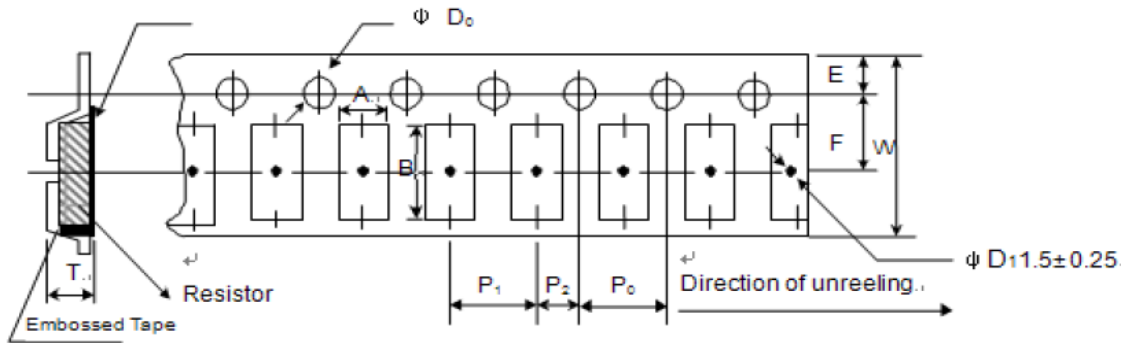 ψ D₀
E
A
F
W
B
ψ D₁1.5±0.25
T
P₁
P₂
P₀
Direction of unreeling
Resistor
Embossed Tape